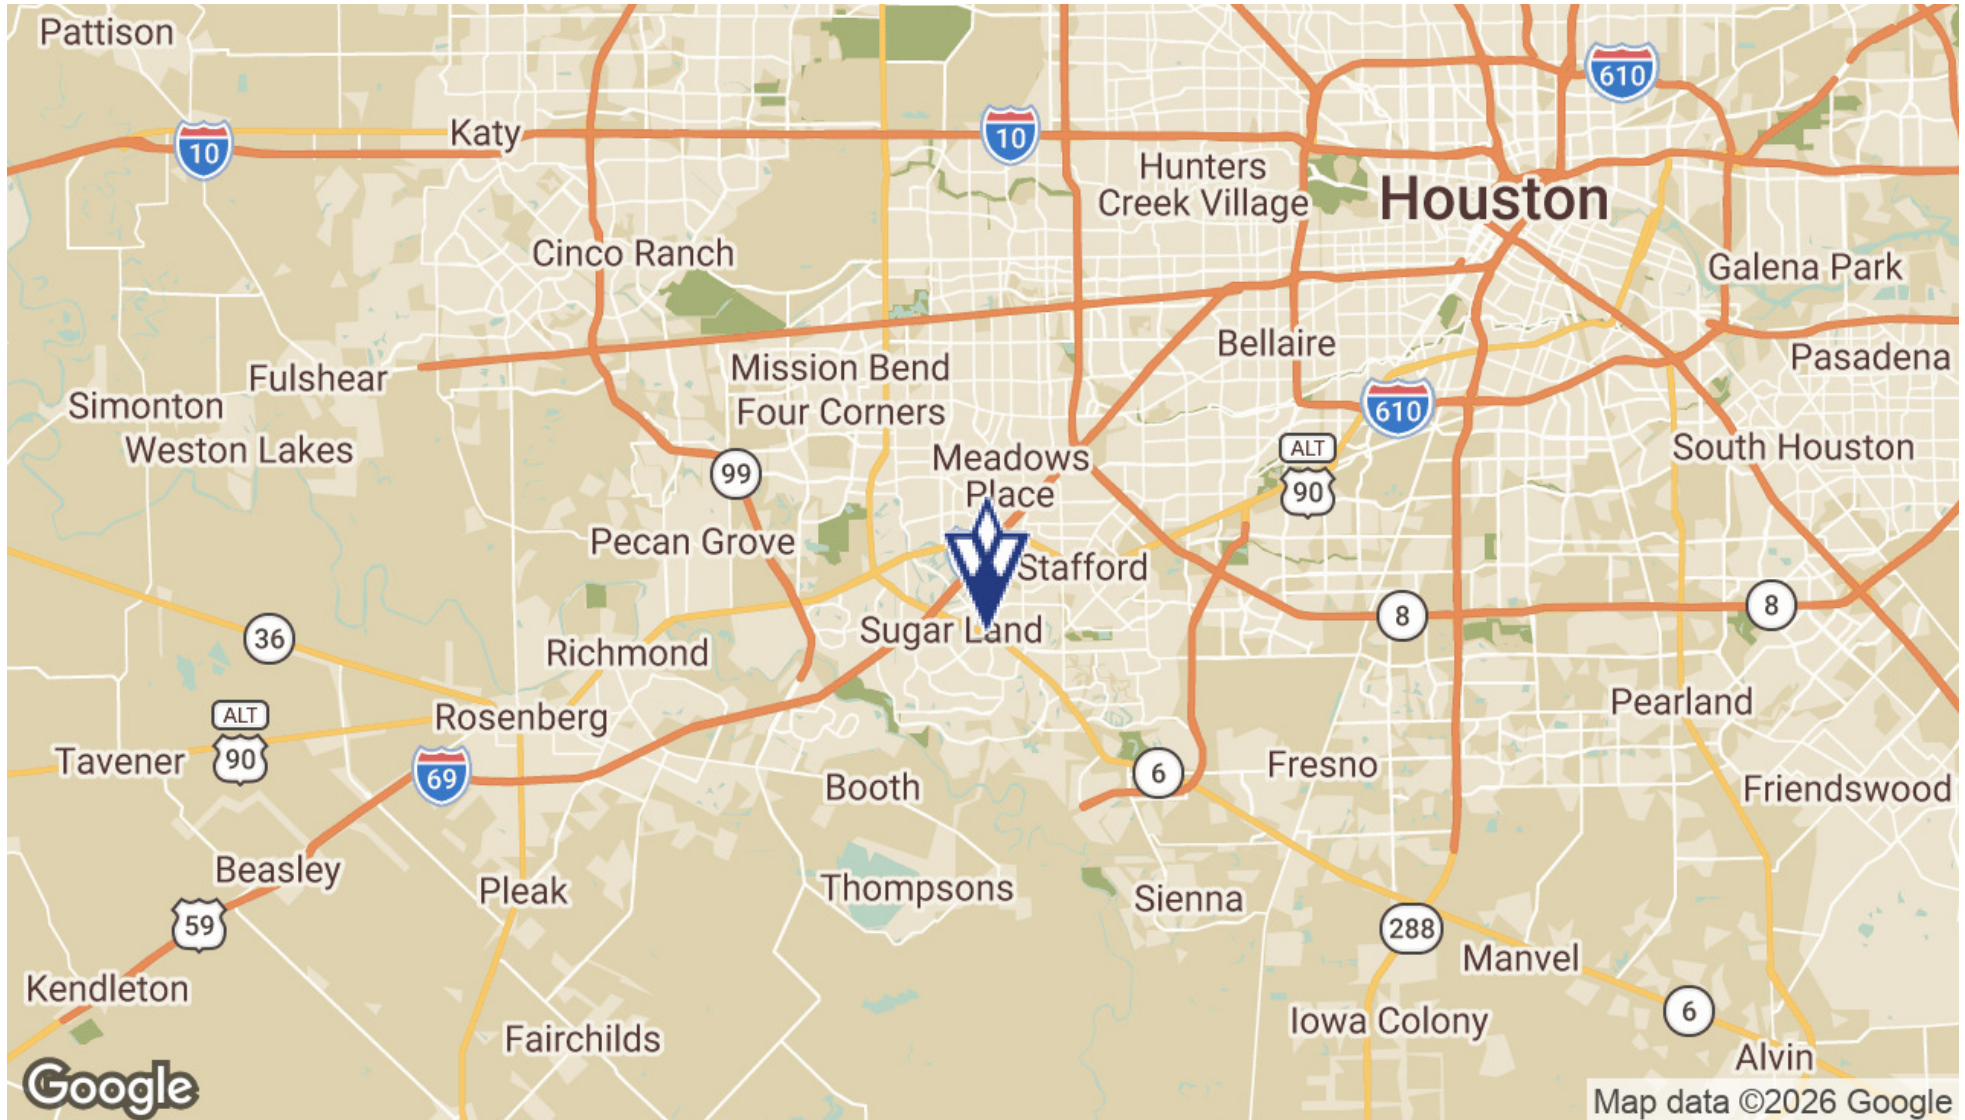 Pattison
610
Katy
10
10
Hunters
Creek Village
Houston
Cinco Ranch
Galena Park
Bellaire
Pasadena
Mission Bend
Four Corners
Fulshear
Simonton
Weston Lakes
610
Meadows
Place
ALT
90
South Houston
99
Pecan Grove
Stafford
36
8
8
Sugar Land
Richmond
ALT
90
Rosenberg
Pearland
Tavener
69
Booth
6
Fresno
Friendswood
Beasley
Pleak
Thompsons
Sienna
59
288
Manvel
Kendleton
6
Iowa Colony
Fairchilds
Alvin
Google
Map data ©2026 Google